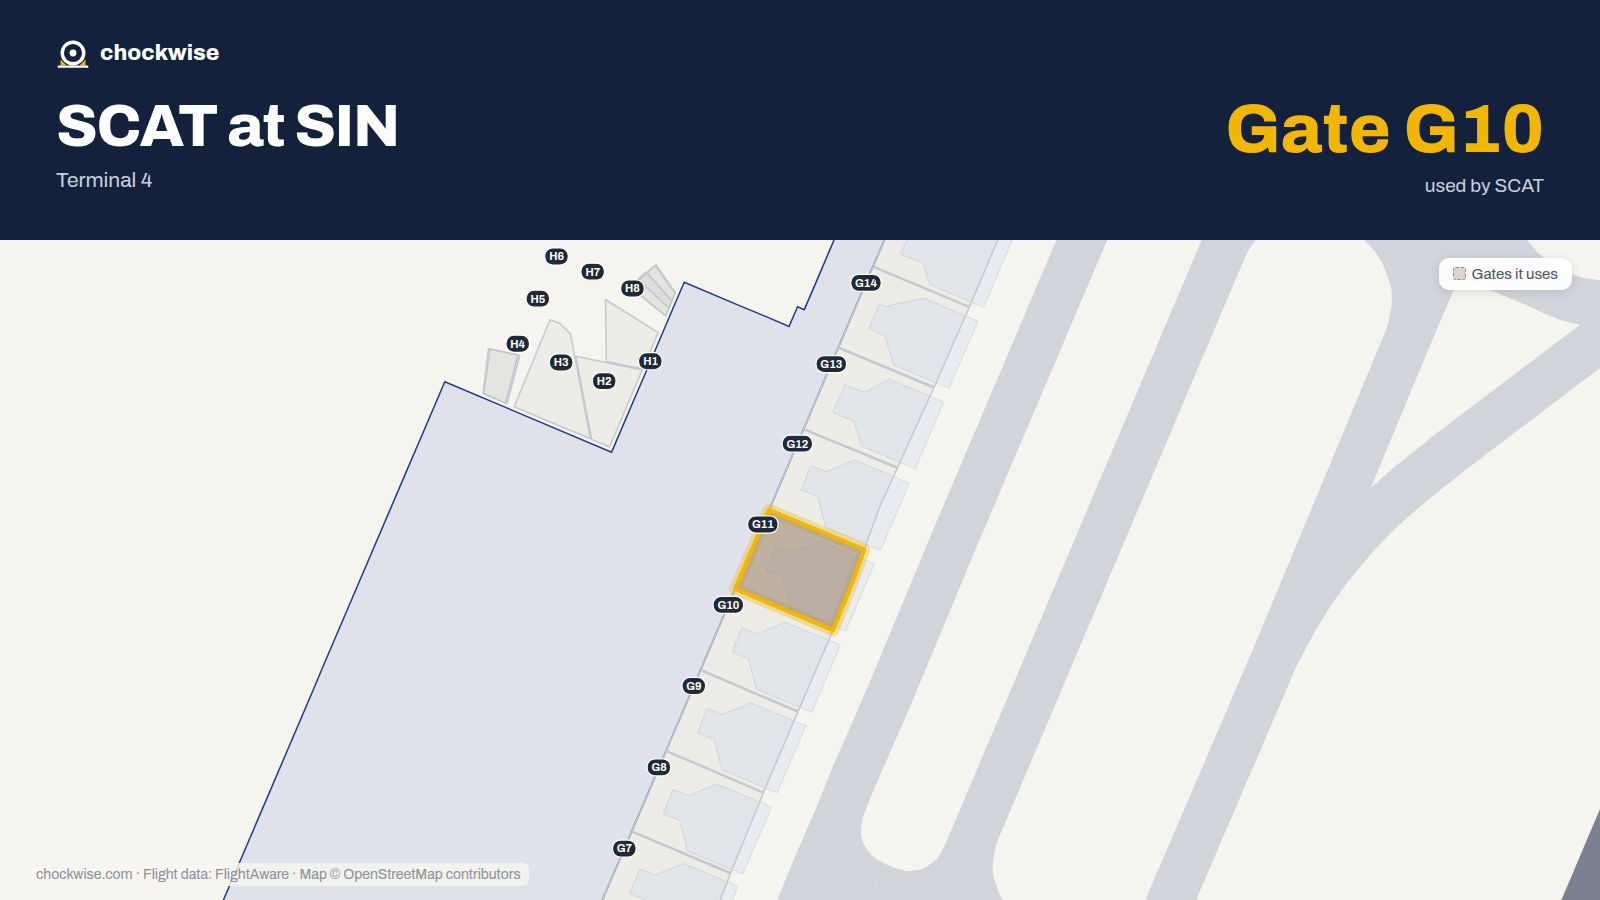 chockwise
SCAT at SIN
Terminal 4
Gate G10
used by SCAT
Gates it uses
H6
H7
H8
H5
H4
H3
H2
H1
G14
G13
G12
G11
G10
G9
G8
G7
chockwise.com · Flight data: FlightAware · Map © OpenStreetMap contributors